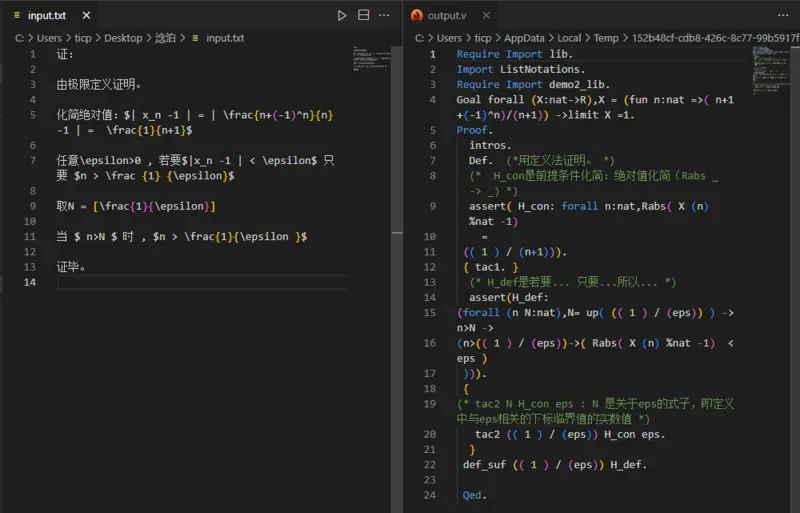 input.txt
C: > Users > ticp > Desktop > 淰泊 > input.txt
1 证:
2
3 由极限定义证明。
4
5 化简绝对值: $| x_n -1 | = | \frac{n+(-1)^n}{n}
-1 | =  \frac{1}{n+1}$
6
7 任意\epsilon>0 , 若要$|x_n -1 | < \epsilon$ 只
要 $n > \frac {1} {\epsilon}$
8
9 取N = [\frac{1}{\epsilon}]
10
11 当 $ n>N $ 时 , $n > \frac{1}{\epsilon }$
12
13 证毕。
14
output.v
C: > Users > ticp > AppData > Local > Temp > 152b48cf-cdb8-426c-8c77-99b5917f
1 Require Import lib.
2 Import ListNotations.
3 Require Import demo2_lib.
4 Goal forall (X:nat->R),X = (fun n:nat =>( n+1
+(-1)^n)/(n+1)) ->limit X =1.
5 Proof.
6 intros.
7 Def.  (*用定义法证明。 *)
8 (*  H_con是前提条件化简: 绝对值化简（Rabs _
-> _) *)
9 assert( H_con: forall n:nat,Rabs( X (n)
%nat -1)
10 =
11 (( 1 ) / (n+1))).
12 { tac1. }
13 (* H_def是若要... 只要...所以... *)
14 assert(H_def:
15 (forall (n N:nat),N= up( (( 1 ) / (eps)) ) ->
n>N ->
16 (n>(( 1 ) / (eps))->( Rabs( X (n) %nat -1)  <
eps )
17 ))).
18 {
19 (* tac2 N H_con eps : N 是关于eps的式子，即定义
中与eps相关的下标临界值的实数值 *)
20 tac2 (( 1 ) / (eps)) H_con eps.
21 }
22 def_suf (( 1 ) / (eps)) H_def.
23
24 Qed.